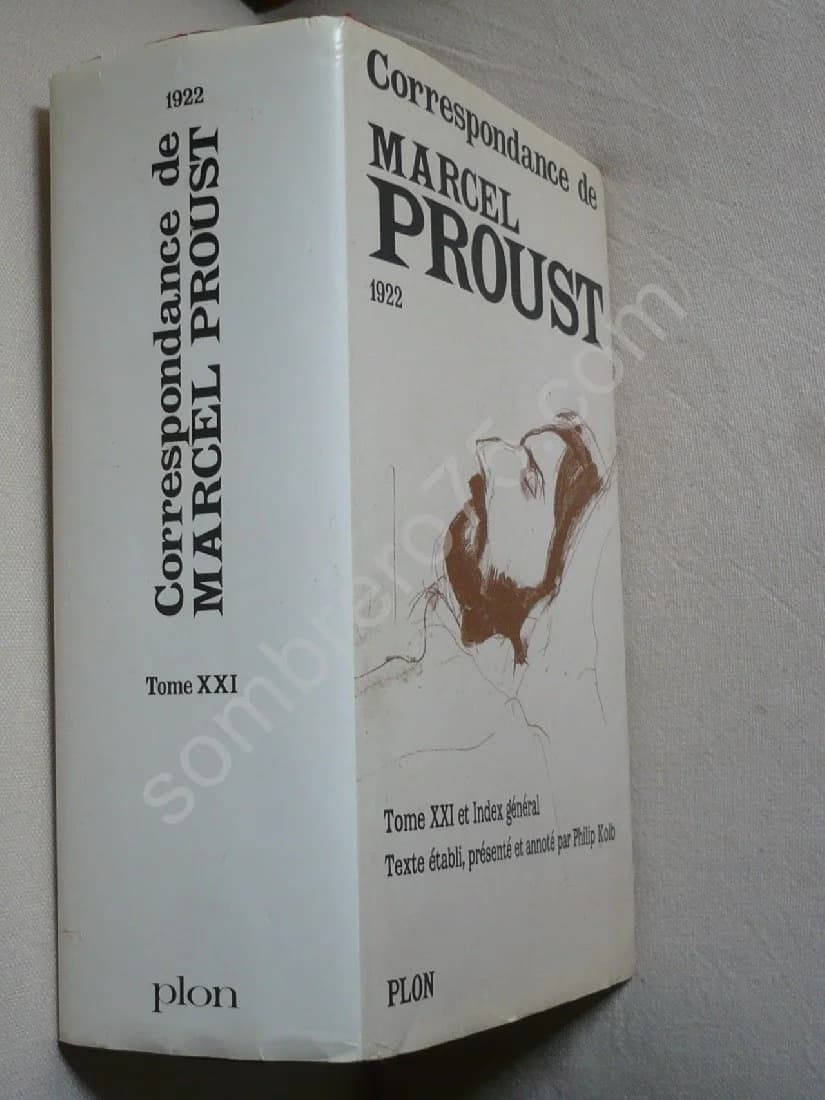 1922
Correspondance de
MARCEL PROUST
Tome XXI
plon
Correspondance de
MARCEL
PROUST
1922
Tome XXI et Index général
Texte établi, présenté et annoté par Philip Kolb
PLON
sombrero75.com